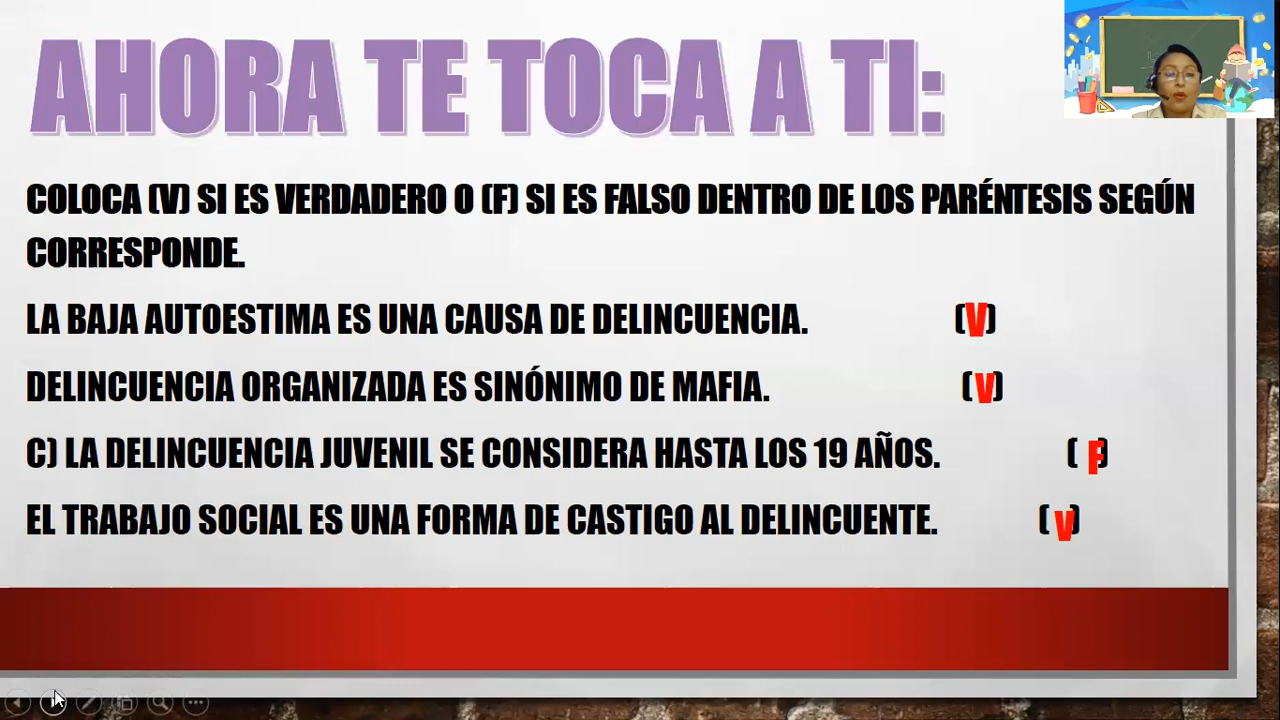 AHORA TE TOCA A TI:
COLOCA (V) SI ES VERDADERO O (F) SI ES FALSO DENTRO DE LOS PARÉNTESIS SEGÚN
CORRESPONDE.
LA BAJA AUTOESTIMA ES UNA CAUSA DE DELINCUENCIA. (V)
DELINCUENCIA ORGANIZADA ES SINÓNIMO DE MAFIA. (V)
C) LA DELINCUENCIA JUVENIL SE CONSIDERA HASTA LOS 19 AÑOS. ( F)
EL TRABAJO SOCIAL ES UNA FORMA DE CASTIGO AL DELINCUENTE. ( V)